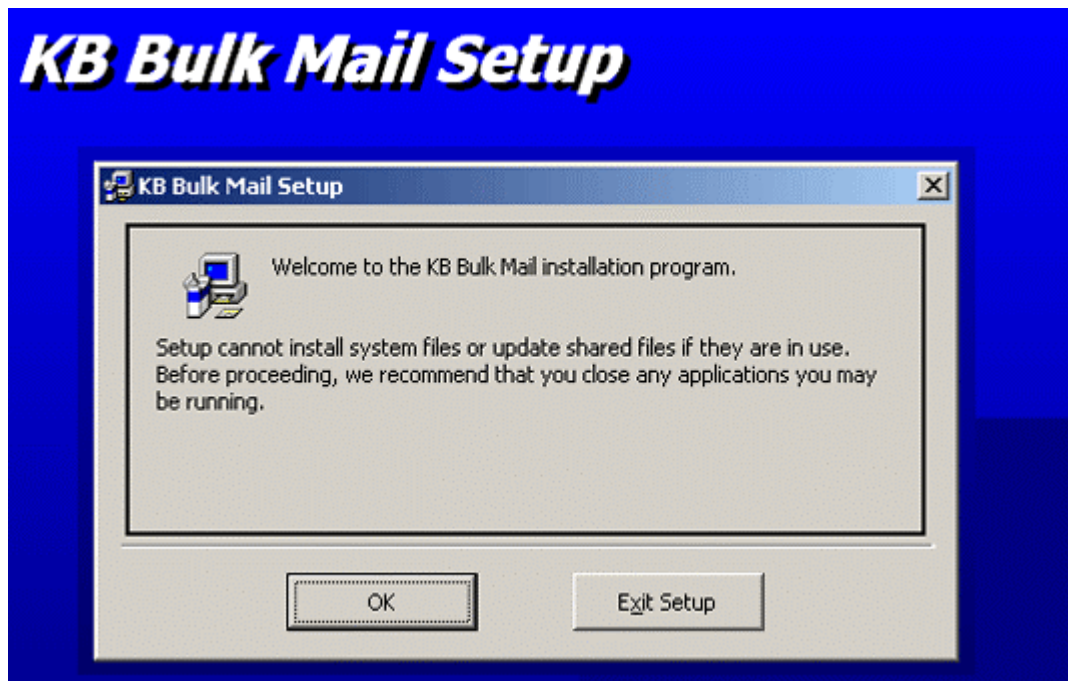 KB Bulk Mail Setup
KB Bulk Mail Setup
Welcome to the KB Bulk Mail installation program.
Setup cannot install system files or update shared files if they are in use.
Before proceeding, we recommend that you close any applications you may
be running.
OK
Exit Setup